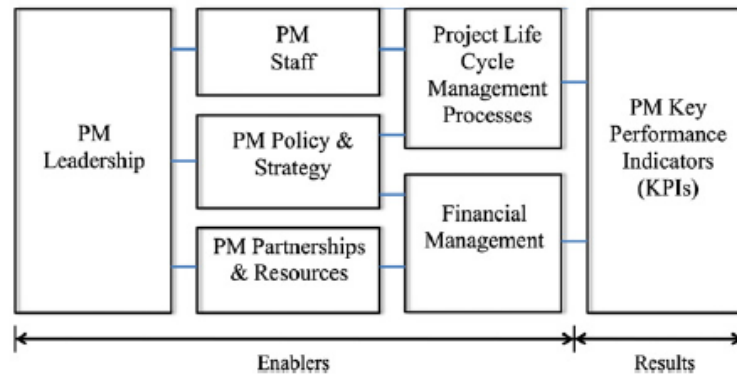 PM
Leadership
PM
Staff
PM Policy &
Strategy
PM Partnerships
& Resources
Project Life
Cycle
Management
Processes
Financial
Management
PM Key
Performance
Indicators
(KPIs)
Enablers
Results